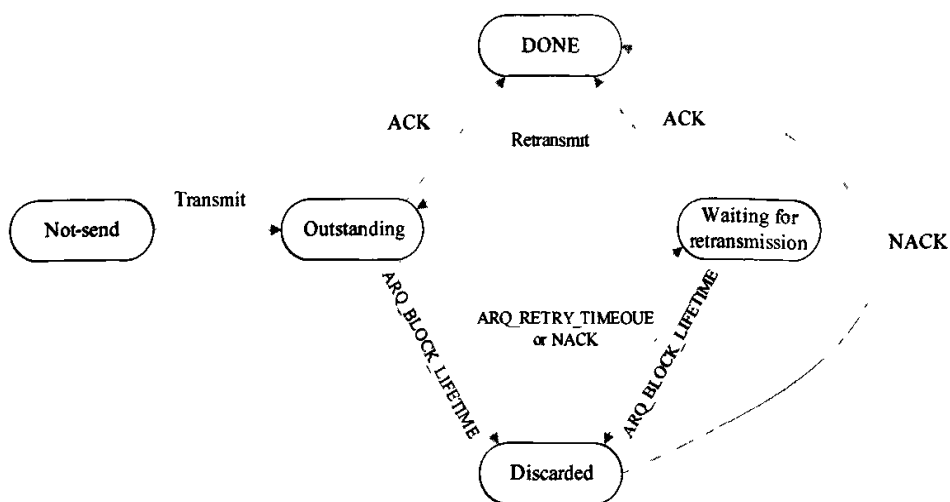 DONE
ACK
Retransmit
ACK
Transmit
Not-send
Outstanding
Waiting for
retransmission
NACK
ARQ_BLOCK_LIFETIME
ARQ_RETRY_TIMEOUE
or NACK
ARQ_BLOCK_LIFETIME
Discarded